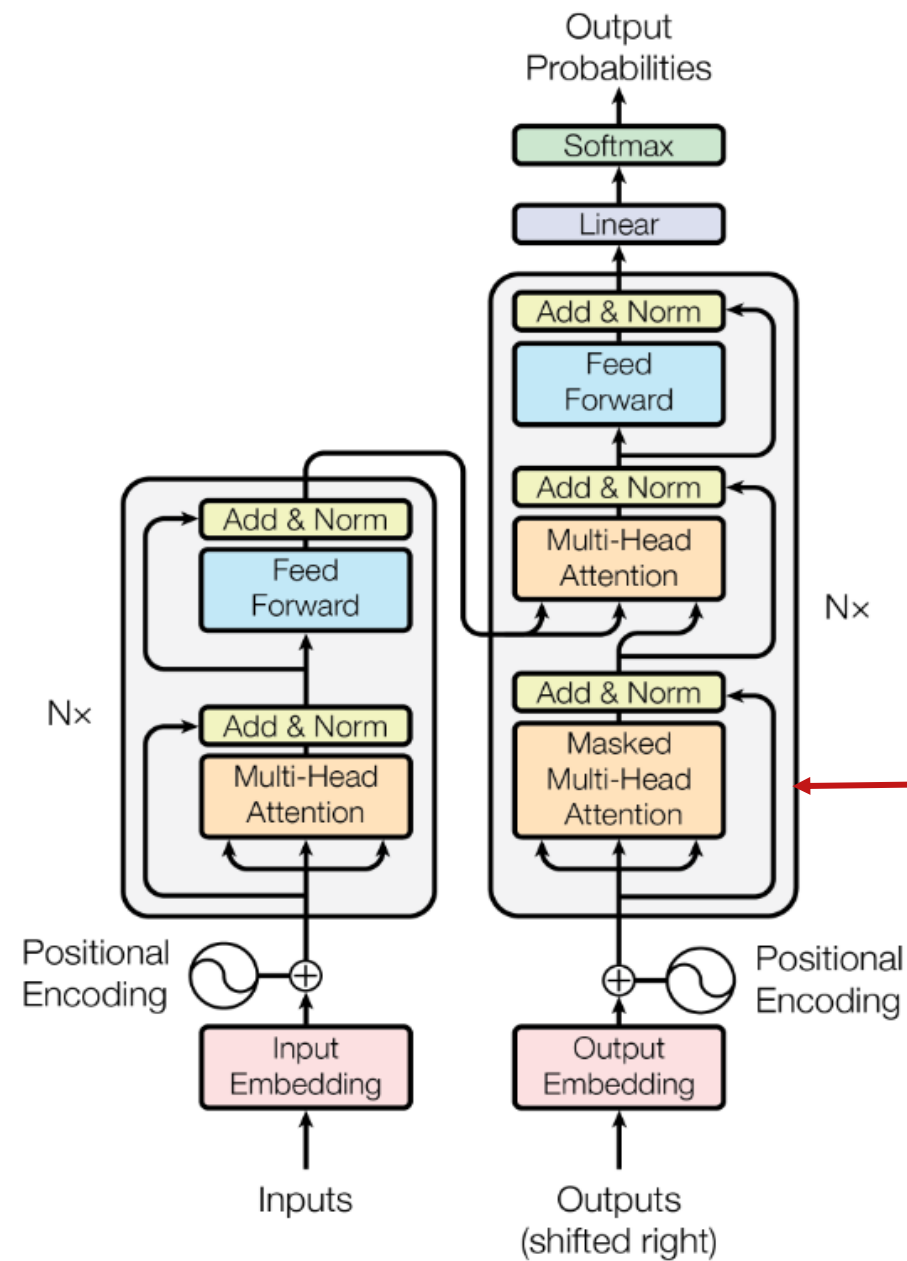 Output
Probabilities
Softmax
Linear
Add & Norm
Feed
Forward
Add & Norm
Multi-Head
Attention
Nx
Add & Norm
Masked
Multi-Head
Attention
Add & Norm
Feed
Forward
Nx
Add & Norm
Multi-Head
Attention
Positional
Encoding
Positional
Encoding
Input
Embedding
Output
Embedding
Inputs
Outputs
(shifted right)